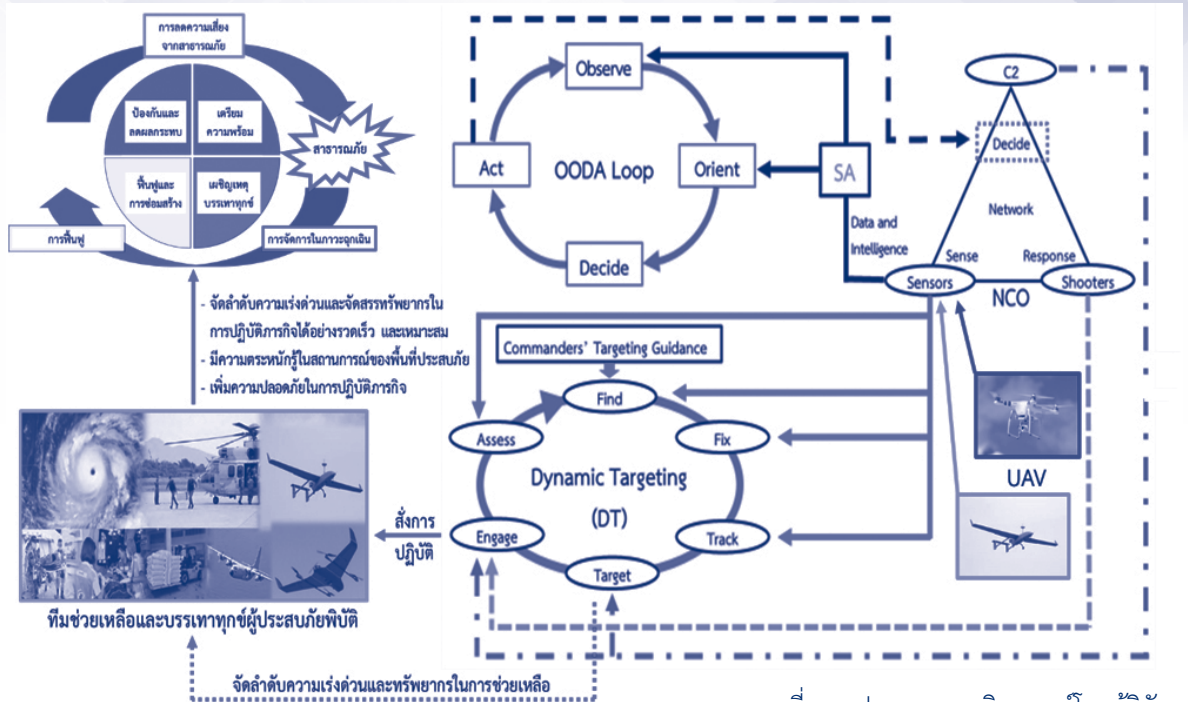 การลดความเสี่ยง
จากสาธารณภัย
ป้องกันและ
ลดผลกระทบ
เตรียม
ความพร้อม
สาธารณภัย
ฟื้นฟูและ
การซ่อมสร้าง
เผชิญเหตุ
บรรเทาทุกข์
การฟื้นฟู
การจัดการในภาวะฉุกเฉิน
- จัดลำดับความเร่งด่วนและจัดสรรทรัพยากรใน
การปฏิบัติภารกิจได้อย่างรวดเร็ว และเหมาะสม
- มีความตระหนักรู้ในสถานการณ์ของพื้นที่ประสบภัย
- เพิ่มความปลอดภัยในการปฏิบัติภารกิจ
ทีมช่วยเหลือและบรรเทาทุกข์ผู้ประสบภัยพิบัติ
จัดลำดับความเร่งด่วนและทรัพยากรในการช่วยเหลือ
สั่งการ
ปฏิบัติ
Observe
Act
OODA Loop
Orient
Decide
SA
Data and
Intelligence
C2
Decide
Network
Sense
Response
Sensors
NCO
Shooters
Commanders' Targeting Guidance
Find
Assess
Fix
Dynamic Targeting
(DT)
Engage
Track
Target
UAV